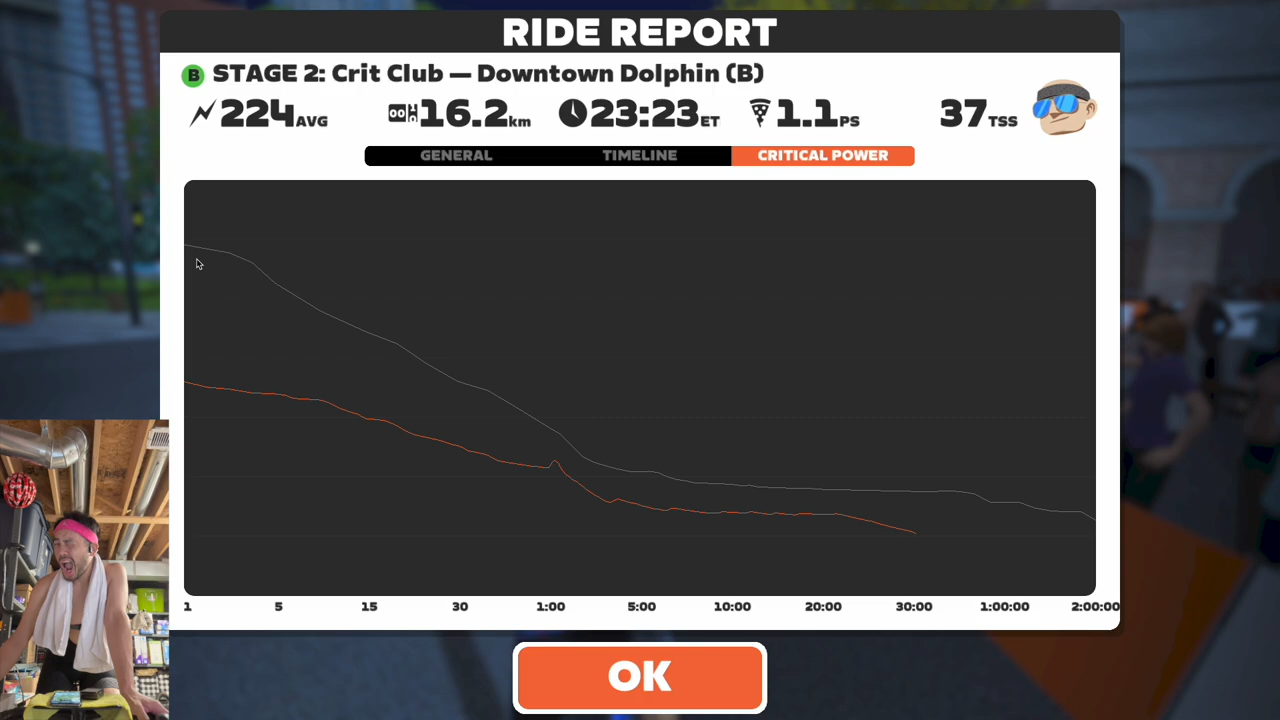 RIDE REPORT
B STAGE 2: Crit Club — Downtown Dolphin (B)
224AVG 16.2km 23:23ET 1.1PS 37TSS
GENERAL TIMELINE CRITICAL POWER
1 5 15 30 1:00 5:00 10:00 20:00 30:00 1:00:00 2:00:00
OK